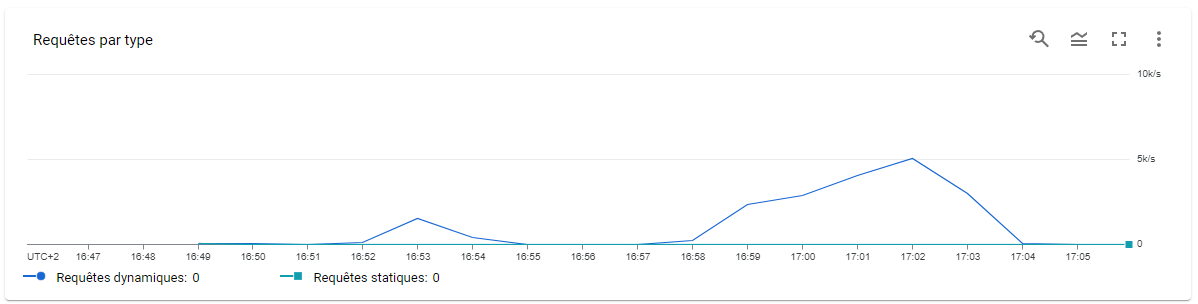 Requêtes par type
10k/s
5k/s
0
UTC+2 16:47 16:48 16:49 16:50 16:51 16:52 16:53 16:54 16:55 16:56 16:57 16:58 16:59 17:00 17:01 17:02 17:03 17:04 17:05
Requêtes dynamiques: 0 Requêtes statiques: 0